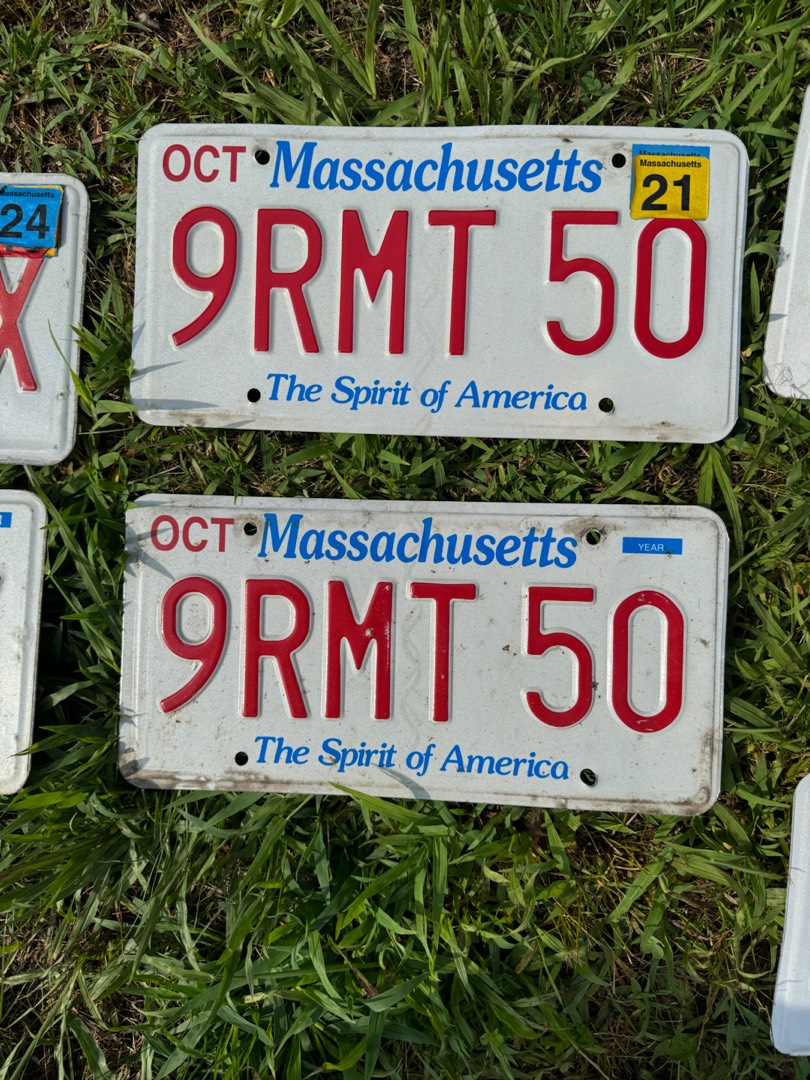 OCT Massachusetts
Massachusetts
21
9RMT 50
The Spirit of America
Massachusetts
24
X
OCT Massachusetts YEAR
9RMT 50
The Spirit of America